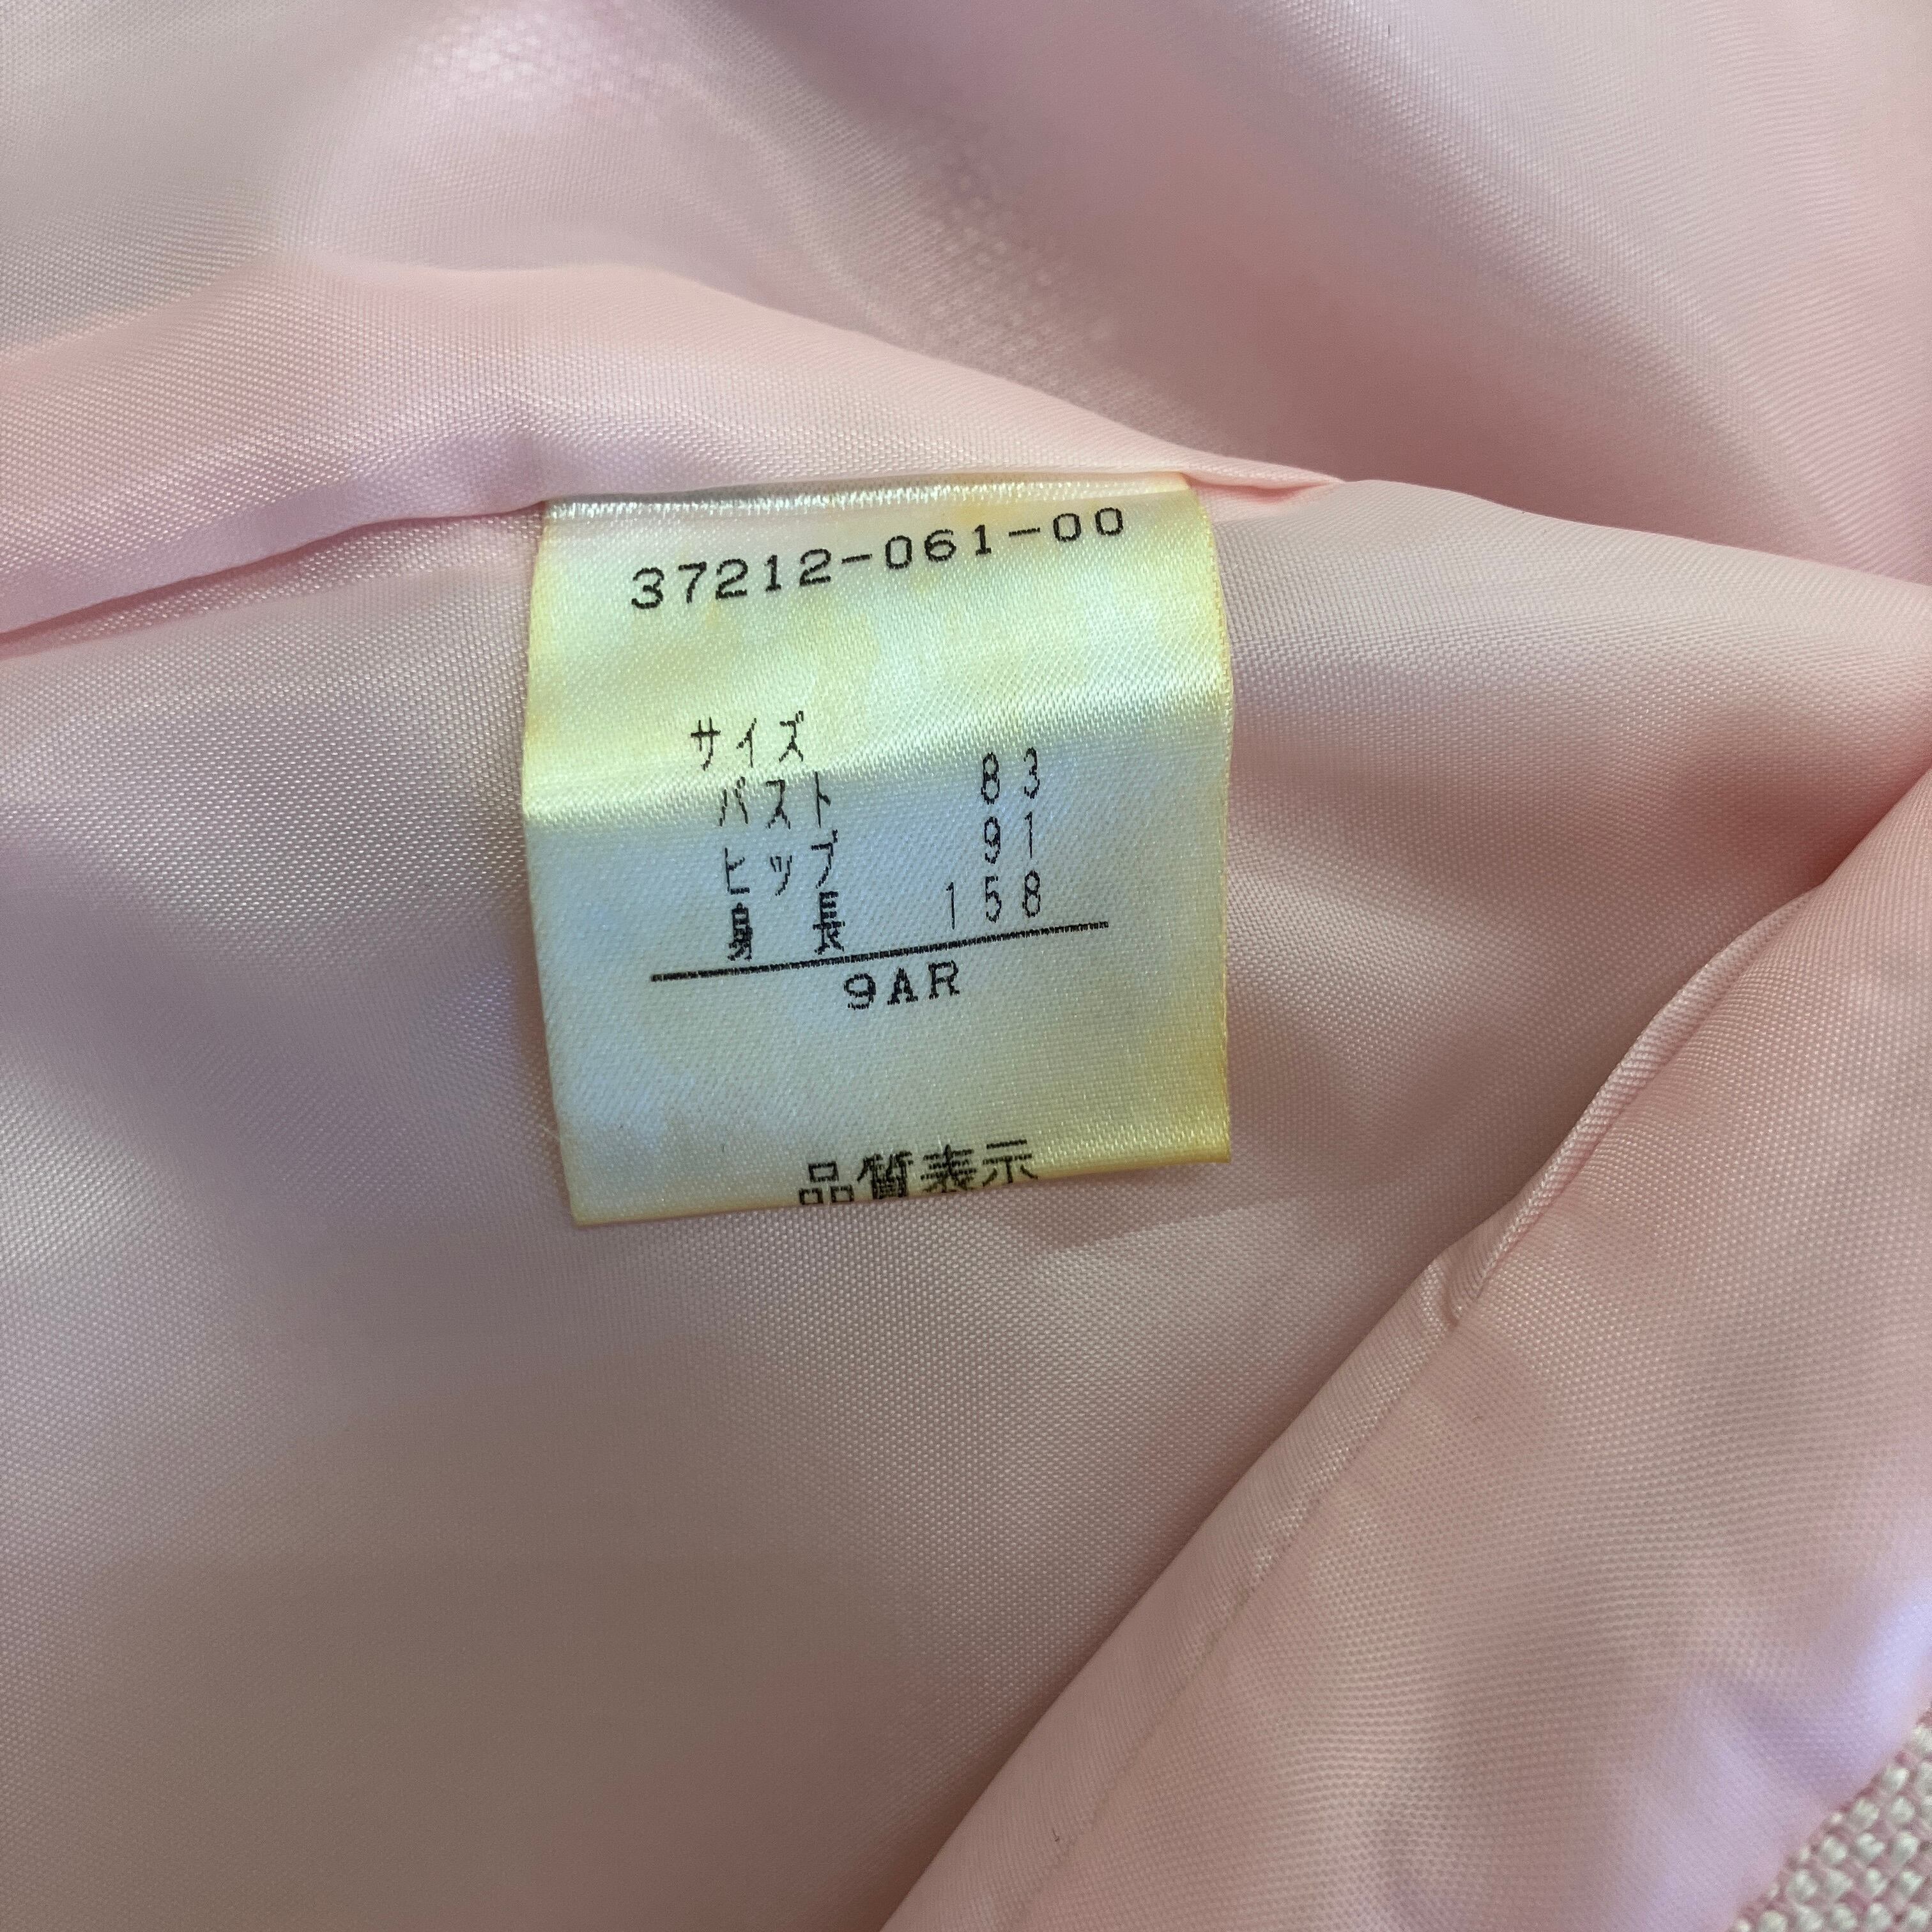 37212-061-00
サイズ
バスト 83
ヒップ 91
身長 158
9AR
品質表示